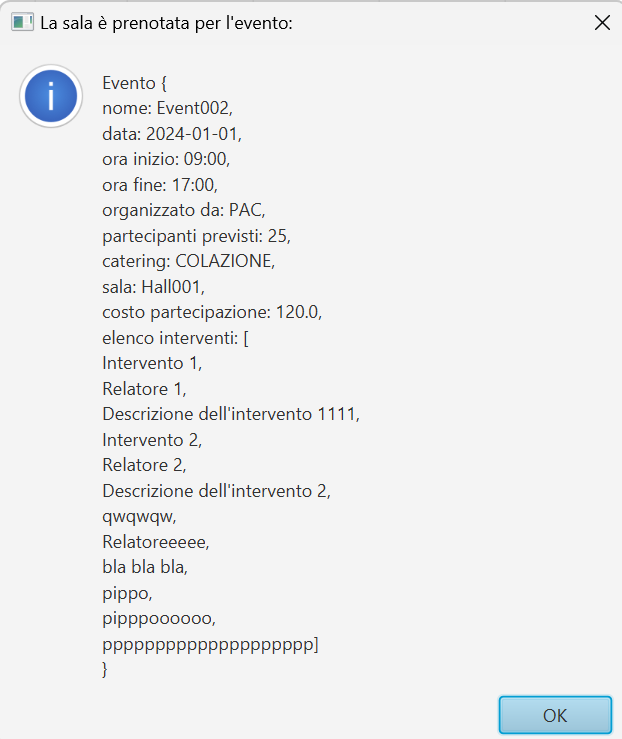 La sala è prenotata per l'evento:
i
Evento {
nome: Event002,
data: 2024-01-01,
ora inizio: 09:00,
ora fine: 17:00,
organizzato da: PAC,
partecipanti previsti: 25,
catering: COLAZIONE,
sala: Hall001,
costo partecipazione: 120.0,
elenco interventi: [
Intervento 1,
Relatore 1,
Descrizione dell'intervento 1111,
Intervento 2,
Relatore 2,
Descrizione dell'intervento 2,
qwqwqw,
Relatoreeeee,
bla bla bla,
pippo,
pipppoooooo,
pppppppppppppppppppp]
}
OK